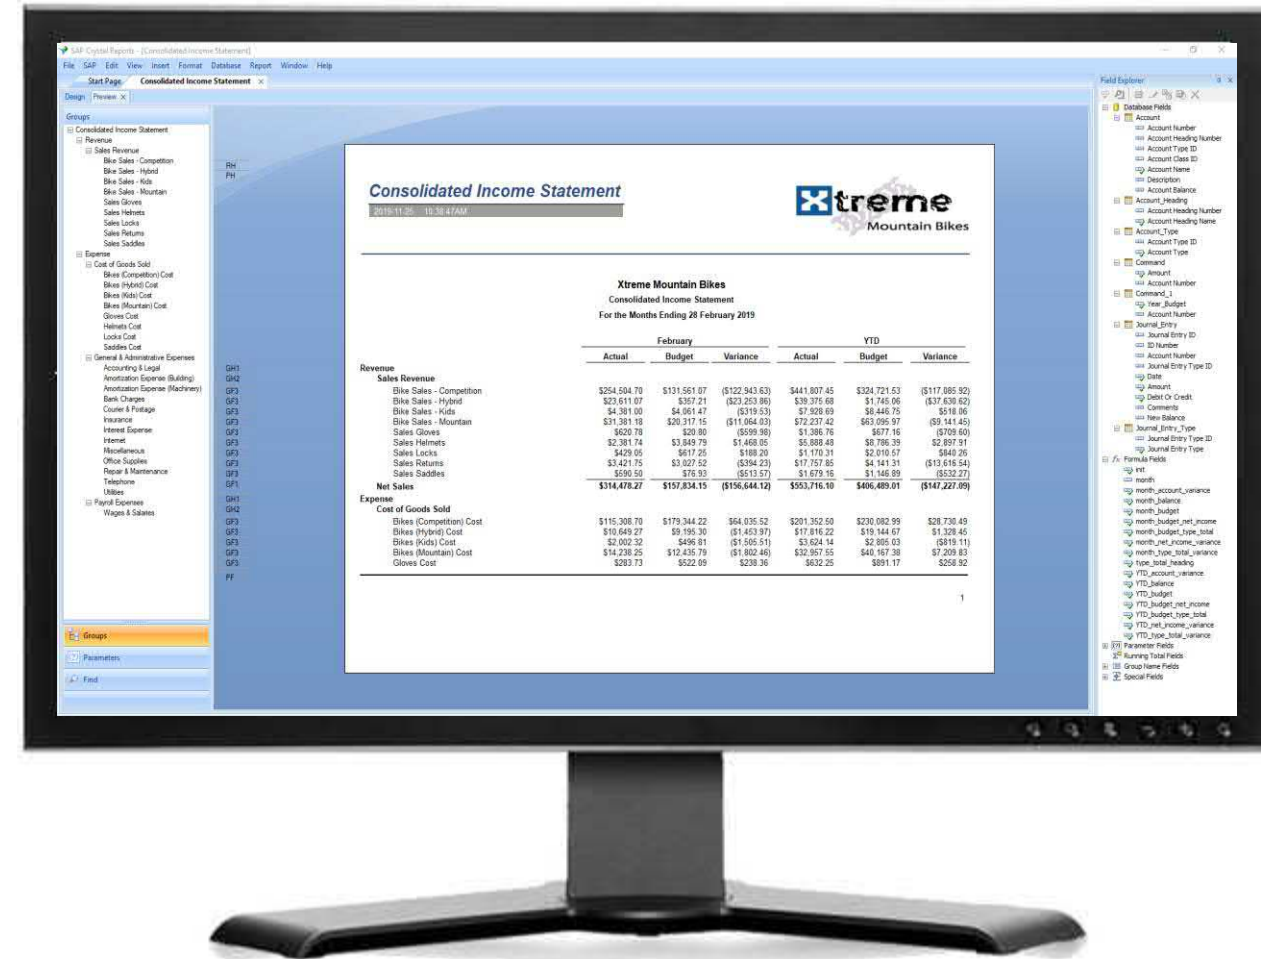 SAP Crystal Reports - [Consolidated Income Statement]
File SAP Edit View Insert Format Database Report Window Help
Start Page Consolidated Income Statement ×
Design Preview ×
Groups
Consolidated Income Statement
Revenue
Sales Revenue
Bike Sales - Competition
Bike Sales - Hybrid
Bike Sales - Kids
Bike Sales - Mountain
Sales Gloves
Sales Helmets
Sales Locks
Sales Returns
Sales Saddles
Expense
Cost of Goods Sold
Bikes (Competition) Cost
Bikes (Hybrid) Cost
Bikes (Kids) Cost
Bikes (Mountain) Cost
Gloves Cost
Helmets Cost
Locks Cost
Saddles Cost
General & Administrative Expenses
Accounting & Legal
Amortization Expense (Building)
Amortization Expense (Machinery)
Bank Charges
Courier & Postage
Insurance
Interest Expense
Internet
Miscellaneous
Office Supplies
Repair & Maintenance
Telephone
Utilities
Payroll Expenses
Wages & Salaries
Groups
Parameters
Find
RH
PH
Consolidated Income Statement
2019-11-25 10:38:47AM
Xtreme
Mountain Bikes
Xtreme Mountain Bikes
Consolidated Income Statement
For the Months Ending 28 February 2019
February YTD
Actual Budget Variance Actual Budget Variance
GH1 Revenue
GH2 Sales Revenue
GF3 Bike Sales - Competition $254,504.70 $131,561.07 ($122,943.63) $441,807.45 $324,721.53 ($117,085.92)
GF3 Bike Sales - Hybrid $23,611.07 $357.21 ($23,253.86) $39,375.68 $1,745.06 ($37,630.62)
GF3 Bike Sales - Kids $4,381.00 $4,061.47 ($319.53) $7,928.69 $8,446.75 $518.06
GF3 Bike Sales - Mountain $31,381.18 $20,317.15 ($11,064.03) $72,237.42 $63,095.97 ($9,141.45)
GF3 Sales Gloves $620.78 $20.80 ($599.98) $1,386.76 $677.16 ($709.60)
GF3 Sales Helmets $2,381.74 $3,849.79 $1,468.05 $5,888.48 $8,786.39 $2,897.91
GF3 Sales Locks $429.05 $617.25 $188.20 $1,170.31 $2,010.57 $840.26
GF3 Sales Returns $3,421.75 $3,027.52 ($394.23) $17,757.85 $4,141.31 ($13,616.54)
GF3 Sales Saddles $590.50 $76.93 ($513.57) $1,679.16 $1,146.89 ($532.27)
GF1 Net Sales $314,478.27 $157,834.15 ($156,644.12) $553,716.10 $406,489.01 ($147,227.09)
GH1 Expense
GH2 Cost of Goods Sold
GF3 Bikes (Competition) Cost $115,308.70 $179,344.22 $64,035.52 $201,352.50 $230,082.99 $28,730.49
GF3 Bikes (Hybrid) Cost $10,649.27 $9,195.30 ($1,453.97) $17,816.22 $19,144.67 $1,328.45
GF3 Bikes (Kids) Cost $2,002.32 $496.81 ($1,505.51) $3,624.14 $2,805.03 ($819.11)
GF3 Bikes (Mountain) Cost $14,238.25 $12,435.79 ($1,802.46) $32,957.55 $40,167.38 $7,209.83
GF3 Gloves Cost $283.73 $522.09 $238.36 $632.25 $891.17 $258.92
PF
1
Field Explorer
Database Fields
Account
Account Number
Account Heading Number
Account Type ID
Account Class ID
Account Name
Description
Account Balance
Account_Heading
Account Heading Number
Account Heading Name
Account_Type
Account Type ID
Account Type
Command
Amount
Account Number
Command_1
Year_Budget
Account Number
Journal_Entry
Journal Entry ID
ID Number
Account Number
Journal Entry Type ID
Date
Amount
Debit Or Credit
Comments
New Balance
Journal_Entry_Type
Journal Entry Type ID
Journal Entry Type
Formula Fields
init
month
month_account_variance
month_balance
month_budget
month_budget_net_income
month_budget_type_total
month_net_income_variance
month_type_total_variance
type_total_heading
YTD_account_variance
YTD_balance
YTD_budget
YTD_budget_net_income
YTD_budget_type_total
YTD_net_income_variance
YTD_type_total_variance
Parameter Fields
Running Total Fields
Group Name Fields
Special Fields